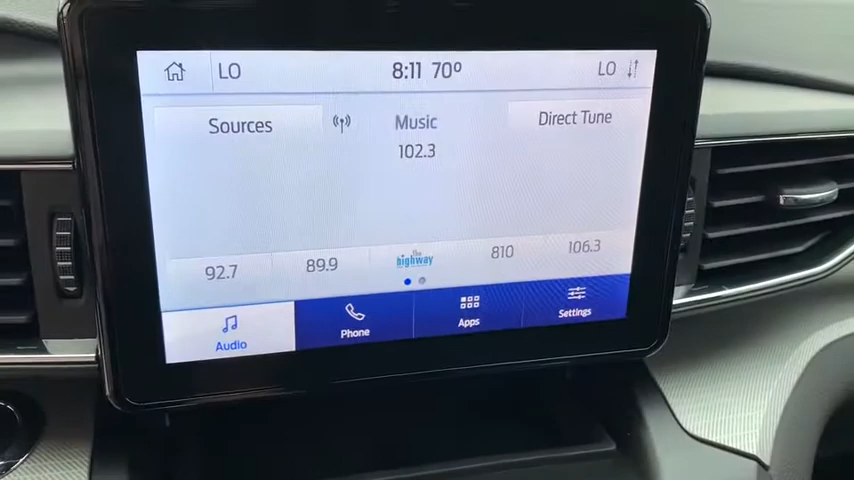 LO 8:11 70° LO
Sources Music Direct Tune
102.3
92.7 89.9 the highway 810 106.3
Audio Phone Apps Settings